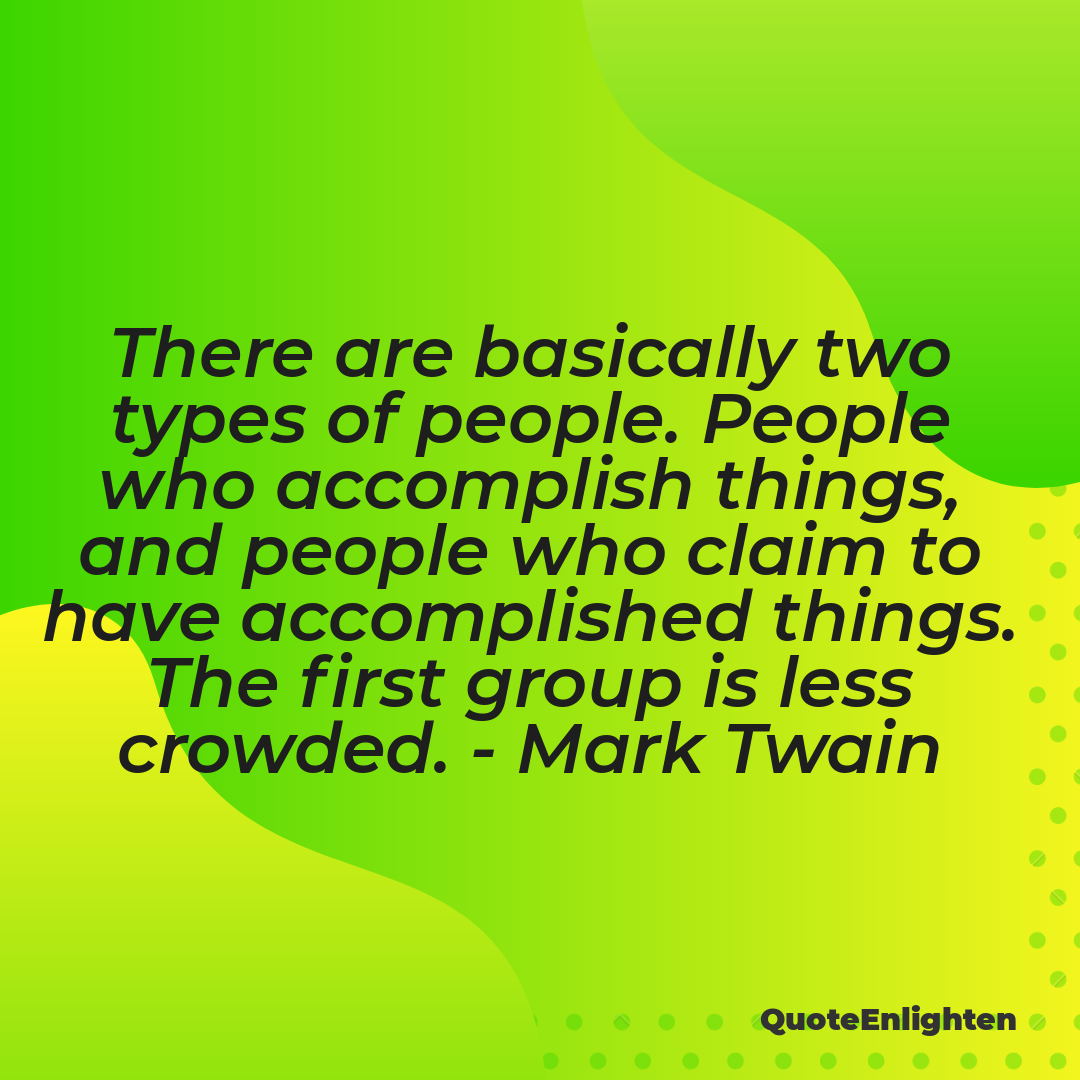 There are basically two
types of people. People
who accomplish things,
and people who claim to
have accomplished things.
The first group is less
crowded. - Mark Twain
QuoteEnlighten